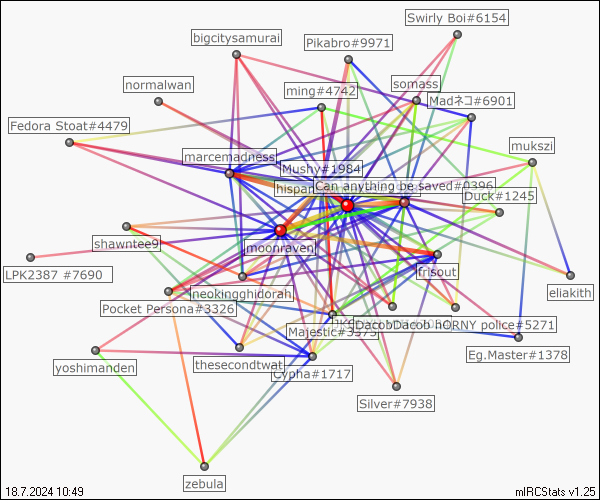 Swirly Boi#6154
bigcitysamurai
Pikabro#9971
normalwan
ming#4742
somass
Madネコ#6901
Fedora Stoat#4479
mukszi
marcemadness
Mushy#1984
Can anything be saved#0396
Duck#1245
shawntee9
moonraven
LPK2387 #7690
frisout
neokingghidorah
eliakith
Pocket Persona#3326
Majestic#3375
HORNY police#5271
yoshimanden
thesecondtwat
Cypha#1717
Eg.Master#1378
Silver#7938
zebula
18.7.2024 10:49
mIRCStats v1.25